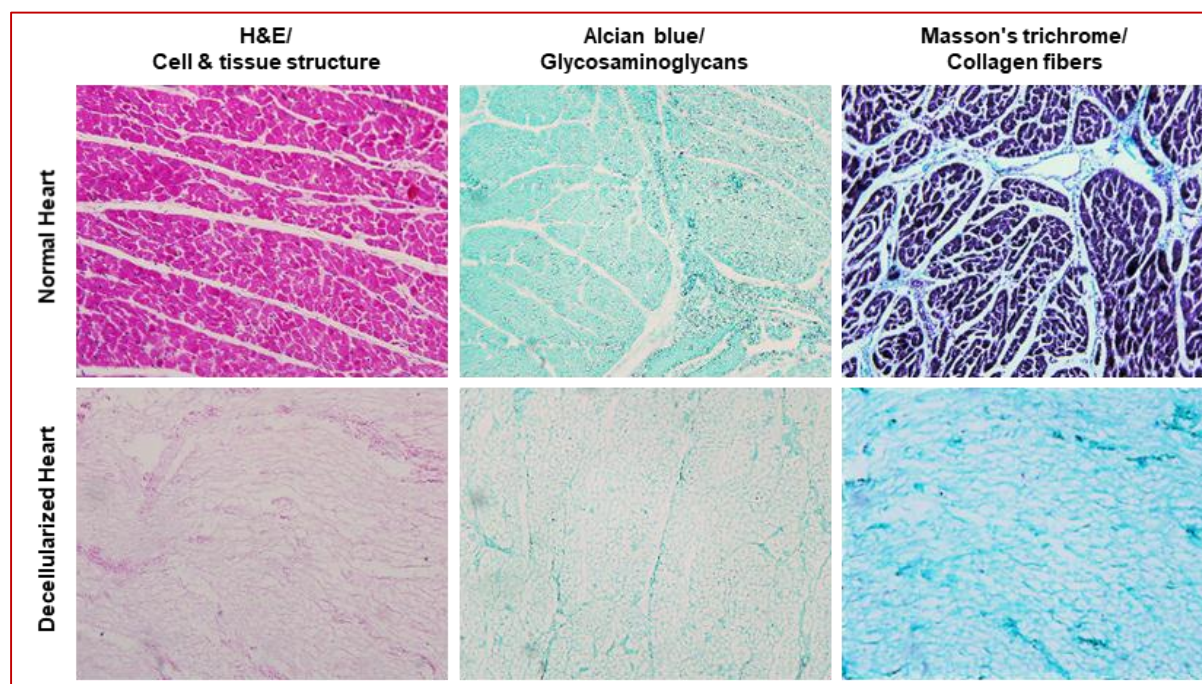 H&E/
Cell & tissue structure
Alcian blue/
Glycosaminoglycans
Masson's trichrome/
Collagen fibers
Normal Heart
Decellularized Heart